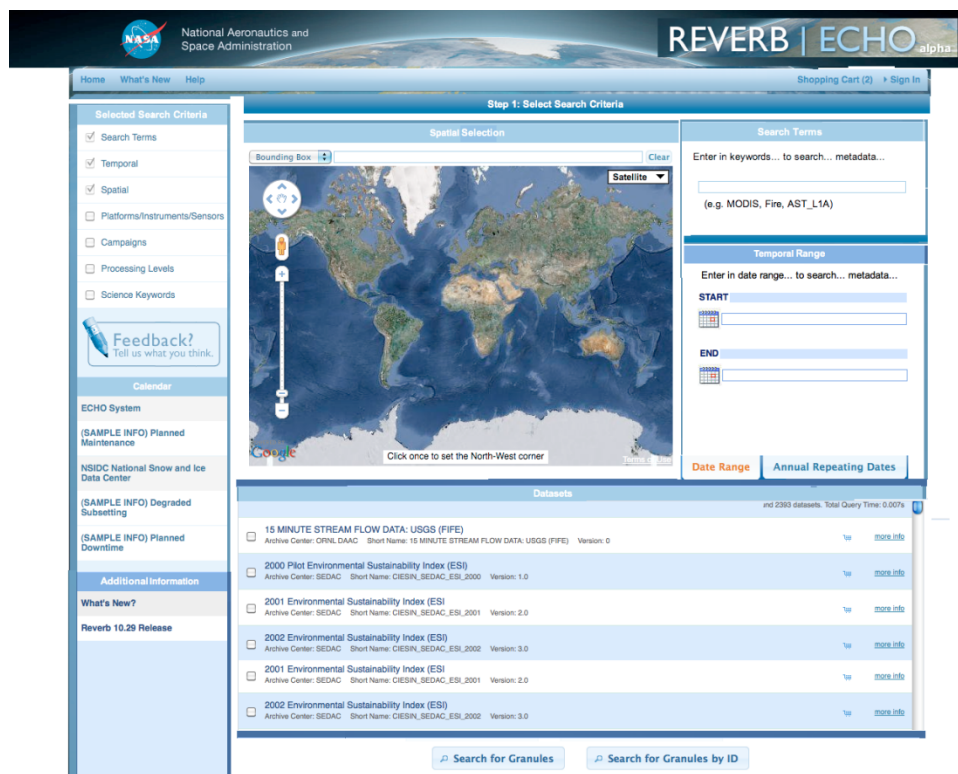 NASA
National Aeronautics and
Space Administration
REVERB | ECHO alpha
Home What's New Help
Shopping Cart (2) Sign In
Selected Search Criteria
Search Terms
Temporal
Spatial
Platforms/Instruments/Sensors
Campaigns
Processing Levels
Science Keywords
Feedback?
Tell us what you think.
Calendar
ECHO System
(SAMPLE INFO) Planned
Maintenance
NSIDC National Snow and Ice
Data Center
(SAMPLE INFO) Degraded
Subsetting
(SAMPLE INFO) Planned
Downtime
Additional Information
What's New?
Reverb 10.29 Release
Step 1: Select Search Criteria
Spatial Selection
Bounding Box
Clear
Satellite
Google
Click once to set the North-West corner
Terms of Use
Search Terms
Enter in keywords... to search... metadata...
(e.g. MODIS, Fire, AST_L1A)
Temporal Range
Enter in date range... to search... metadata...
START
END
Date Range Annual Repeating Dates
Datasets
nd 2393 datasets. Total Query Time: 0.007s
15 MINUTE STREAM FLOW DATA: USGS (FIFE)
Archive Center: ORNL DAAC Short Name: 15 MINUTE STREAM FLOW DATA: USGS (FIFE) Version: 0
more info
2000 Pilot Environmental Sustainability Index (ESI)
Archive Center: SEDAC Short Name: CIESIN_SEDAC_ESI_2000 Version: 1.0
more info
2001 Environmental Sustainability Index (ESI
Archive Center: SEDAC Short Name: CIESIN_SEDAC_ESI_2001 Version: 2.0
more info
2002 Environmental Sustainability Index (ESI)
Archive Center: SEDAC Short Name: CIESIN_SEDAC_ESI_2002 Version: 3.0
more info
2001 Environmental Sustainability Index (ESI
Archive Center: SEDAC Short Name: CIESIN_SEDAC_ESI_2001 Version: 2.0
more info
2002 Environmental Sustainability Index (ESI)
Archive Center: SEDAC Short Name: CIESIN_SEDAC_ESI_2002 Version: 3.0
more info
Search for Granules
Search for Granules by ID